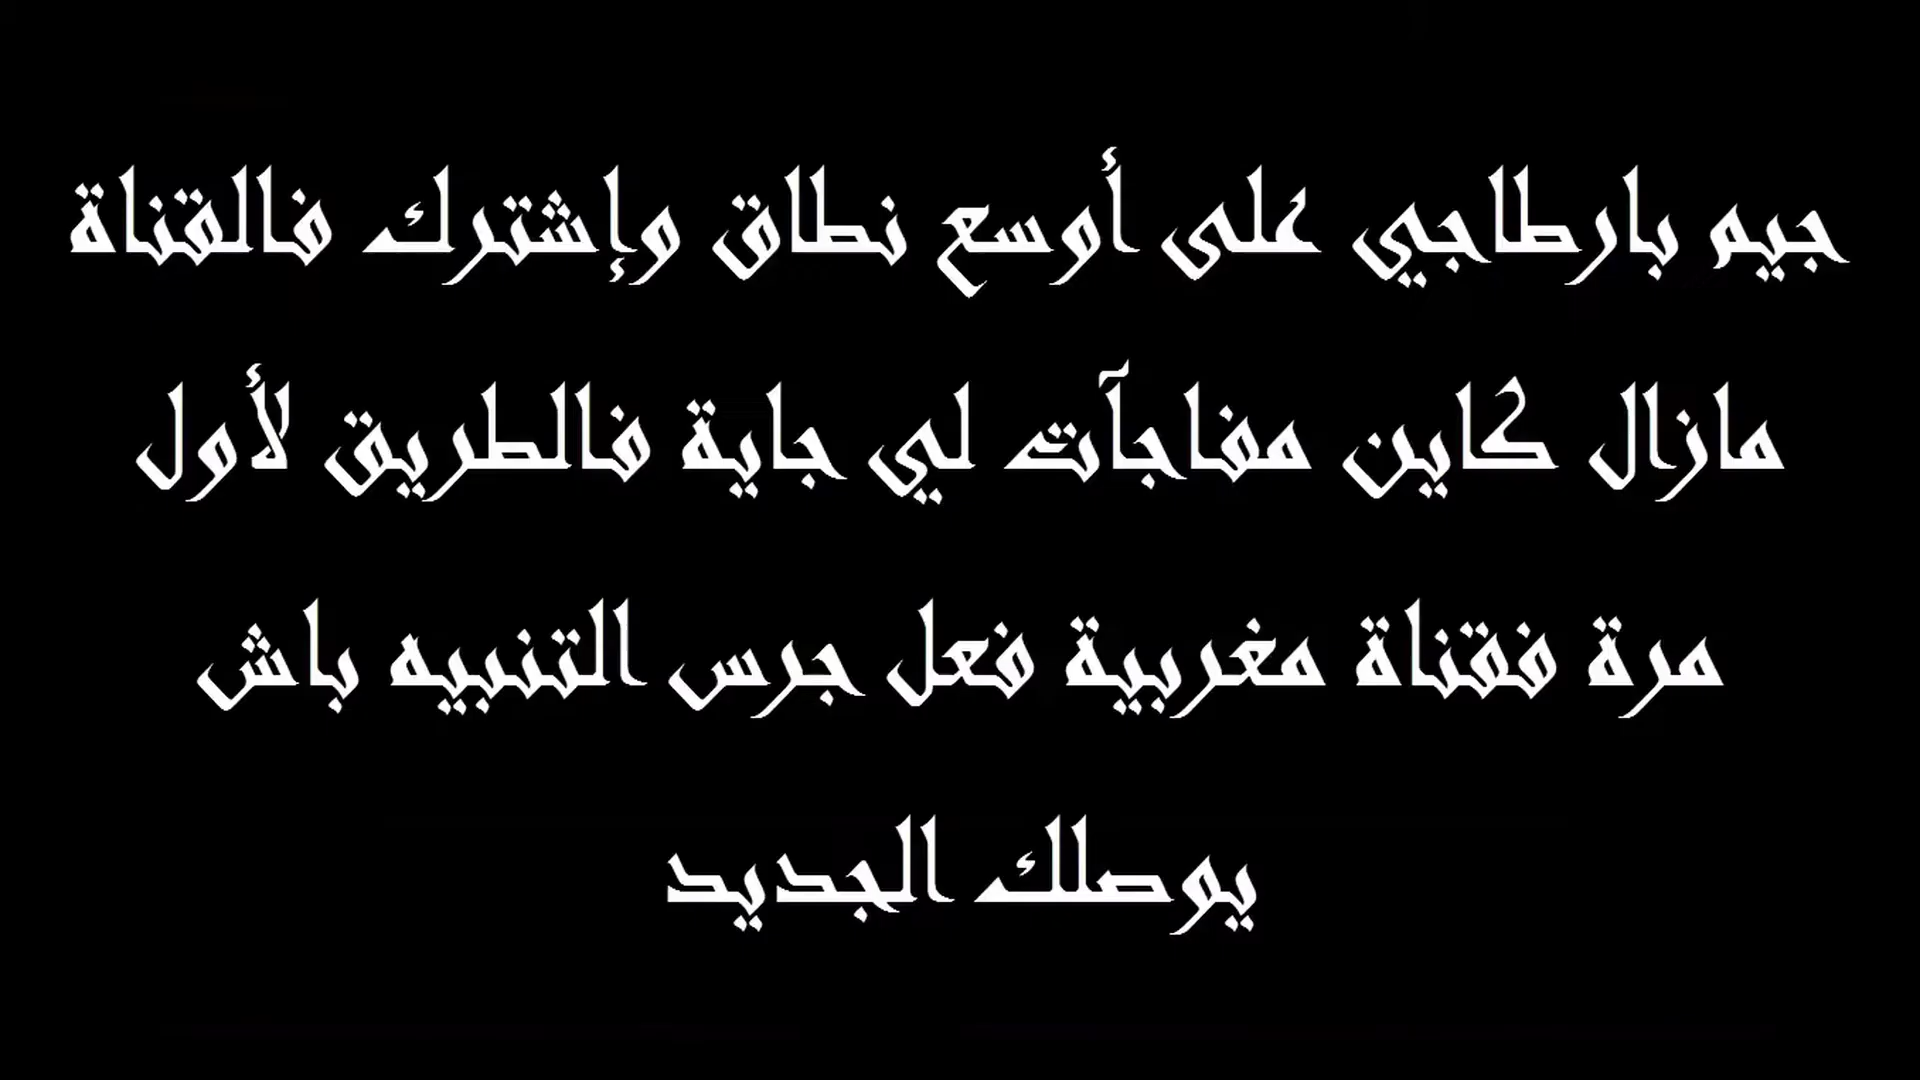 جيم بارطاجي على أوسع نطاق وإشترك فالقناة
مازال كاين مفاجآت لي جاية فالطريق لأول
مرة فقناة مغربية فعل جرس التنبيه باش
يوصلك الجديد